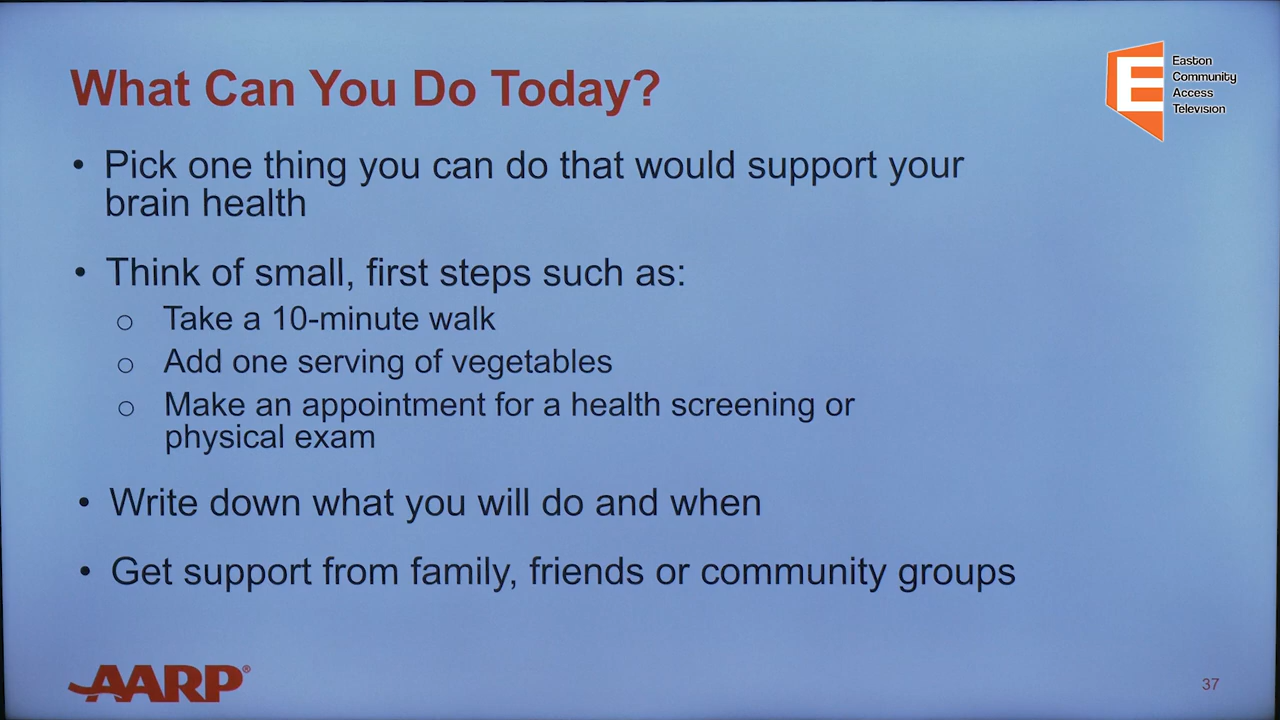 What Can You Do Today?
Easton
Community
Access
Television
• Pick one thing you can do that would support your
brain health
• Think of small, first steps such as:
o Take a 10-minute walk
o Add one serving of vegetables
o Make an appointment for a health screening or
physical exam
• Write down what you will do and when
• Get support from family, friends or community groups
AARP®
37